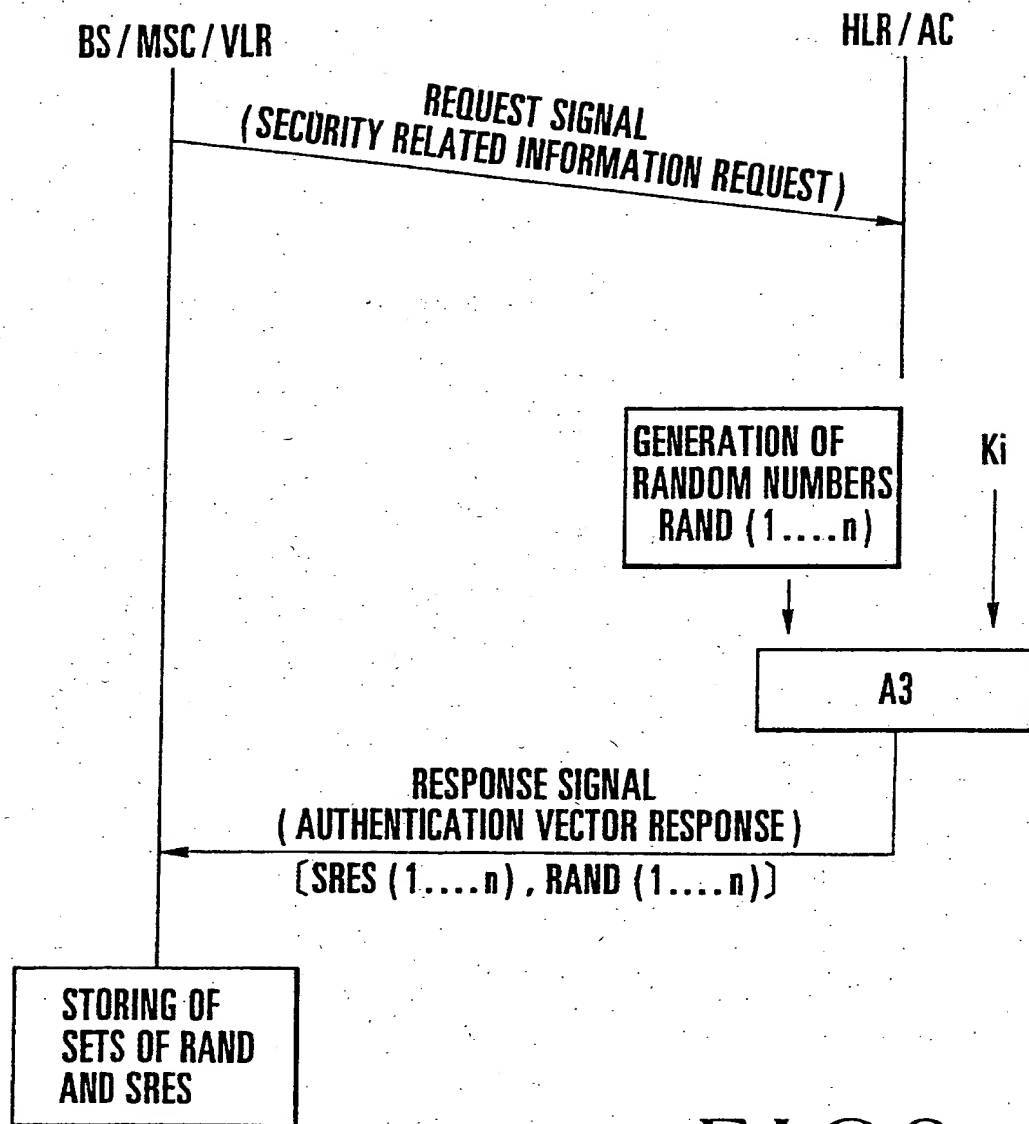 BS / MSC / VLR
HLR / AC
REQUEST SIGNAL
(SECURITY RELATED INFORMATION REQUEST)
GENERATION OF
RANDOM NUMBERS
RAND (1....n)
Ki
A3
RESPONSE SIGNAL
(AUTHENTICATION VECTOR RESPONSE)
〔SRES (1....n), RAND (1....n)〕
STORING OF
SETS OF RAND
AND SRES